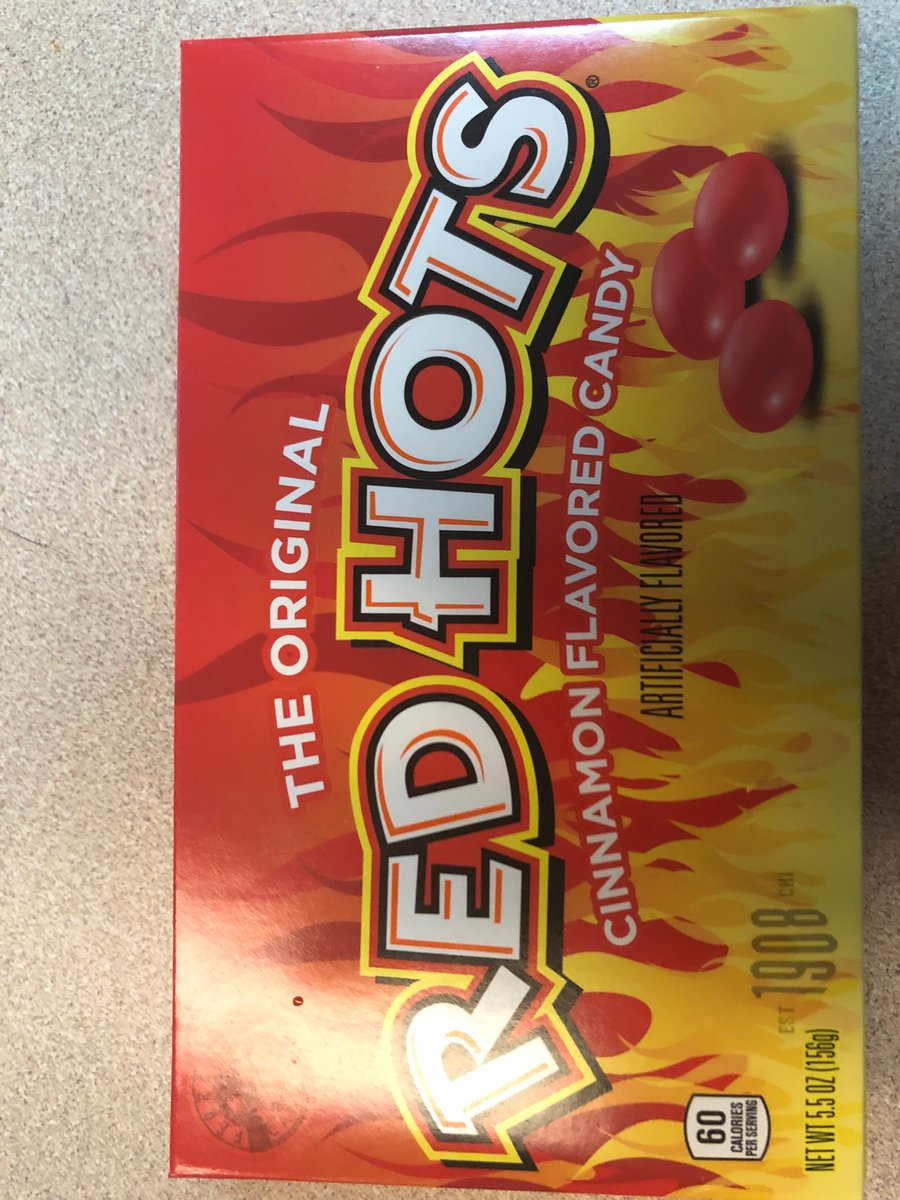 THE ORIGINAL
RED HOTS®
CINNAMON FLAVORED CANDY
ARTIFICIALLY FLAVORED
EST 1908 CHI
60
CALORIES
PER SERVING
NET WT 5.5 OZ (156g)